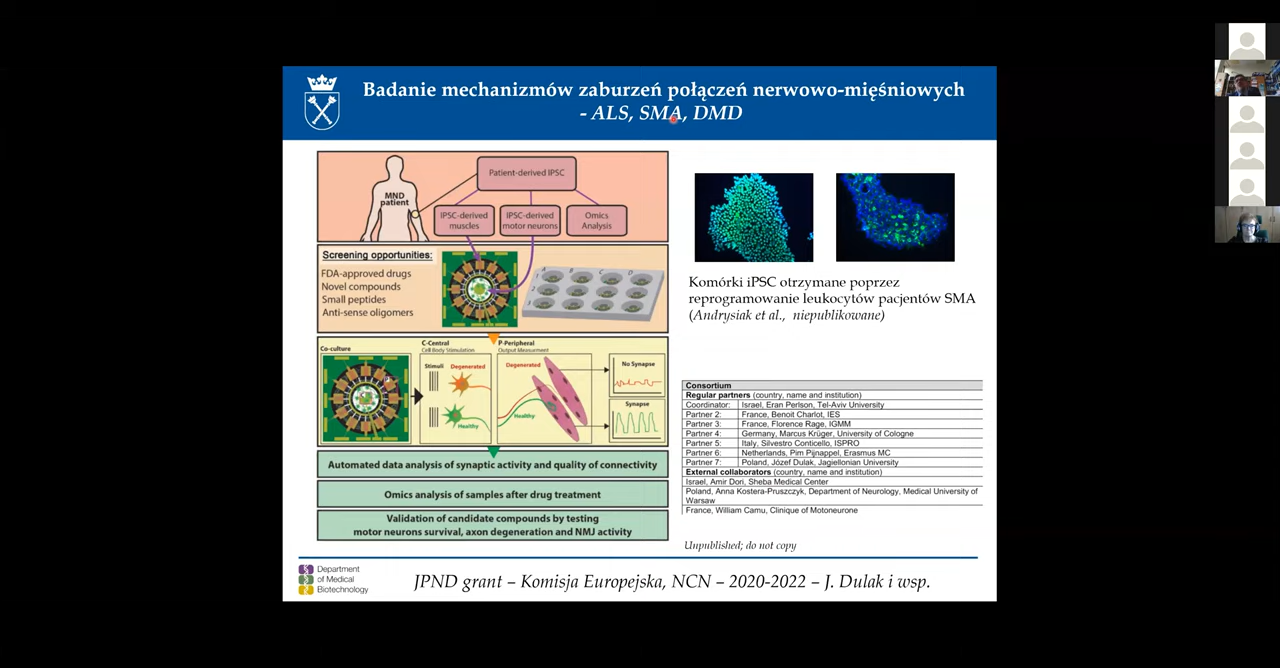 Badanie mechanizmów zaburzeń połączeń nerwowo-mięśniowych
- ALS, SMA, DMD
MND
patient
Patient-derived IPSC
IPSC-derived
muscles
IPSC-derived
motor neurons
Omics
Analysis
Screening opportunities:
FDA-approved drugs
Novel compounds
Small peptides
Anti-sense oligomers
A B C D
1
2
3
Co-culture
C-Central
Cell Body Stimulation
P-Peripheral
Output Measurment
Stimuli
Degenerated
Healthy
Degenerated
Healthy
No Synapse
Synapse
Automated data analysis of synaptic activity and quality of connectivity
Omics analysis of samples after drug treatment
Validation of candidate compounds by testing
motor neurons survival, axon degeneration and NMJ activity
Komórki iPSC otrzymane poprzez
reprogramowanie leukocytów pacjentów SMA
(Andrysiak et al., niepublikowane)
Consortium
Regular partners (country, name and institution)
Coordinator: Israel, Eran Perlson, Tel-Aviv University
Partner 2: France, Benoit Charlot, IES
Partner 3: France, Florence Rage, IGMM
Partner 4: Germany, Marcus Krüger, University of Cologne
Partner 5: Italy, Silvestro Conticello, ISPRO
Partner 6: Netherlands, Pim Pijnappel, Erasmus MC
Partner 7: Poland, Józef Dulak, Jagiellonian University
External collaborators (country, name and institution)
Israel, Amir Dori, Sheba Medical Center
Poland, Anna Kostera-Pruszczyk, Department of Neurology, Medical University of
Warsaw
France, William Camu, Clinique of Motoneurone
Unpublished; do not copy
Department
of Medical
Biotechnology
JPND grant – Komisja Europejska, NCN – 2020-2022 – J. Dulak i wsp.